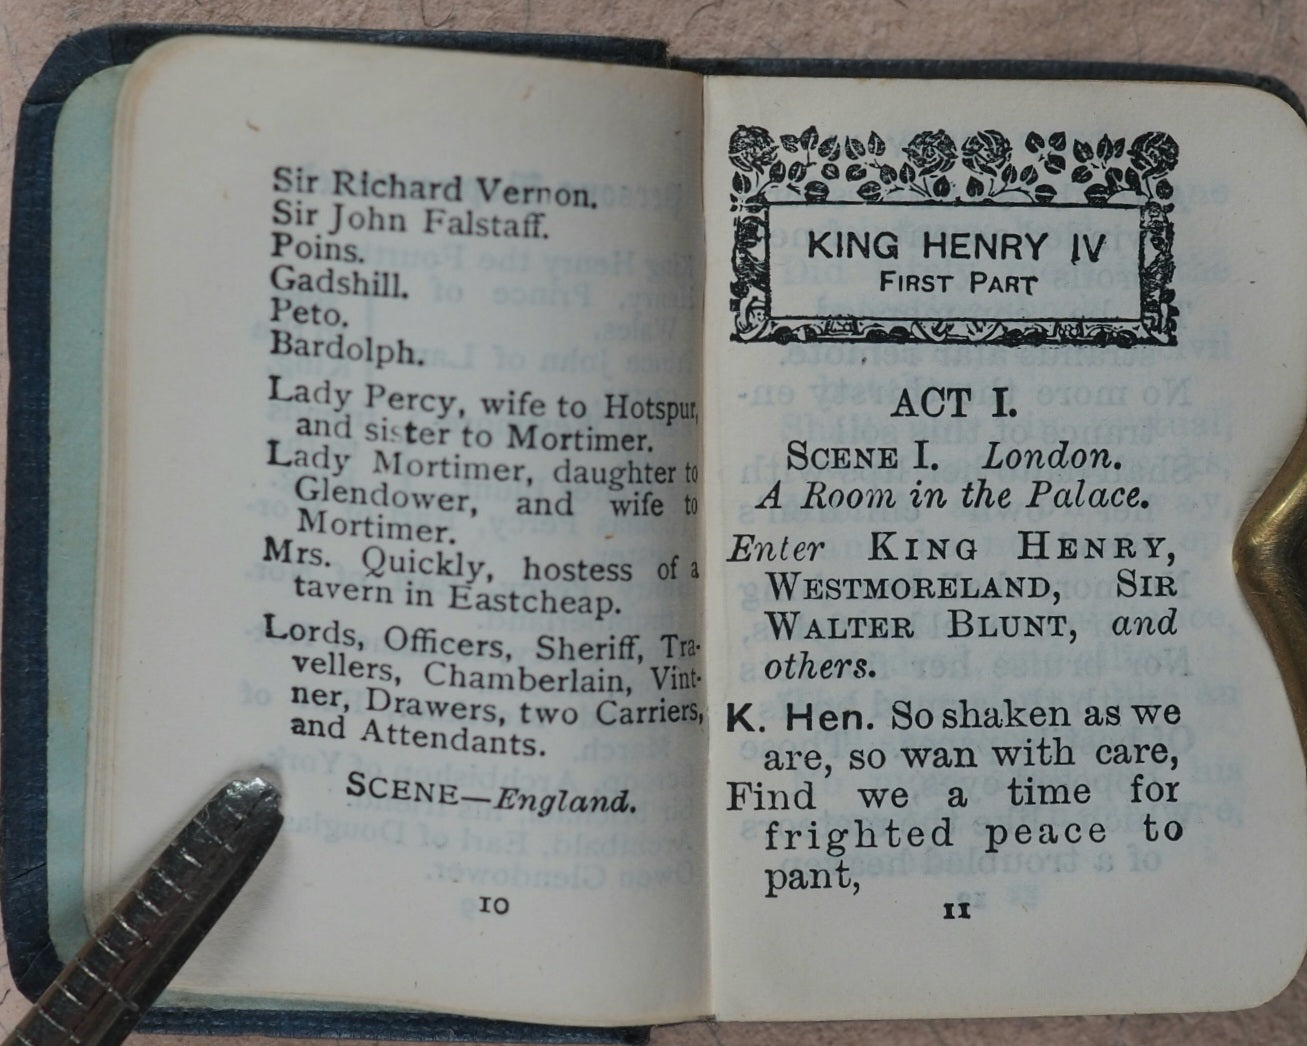 Sir Richard Vernon.
Sir John Falstaff.
Poins.
Gadshill.
Peto.
Bardolph.
Lady Percy, wife to Hotspur,
and sister to Mortimer.
Lady Mortimer, daughter to
Glendower, and wife to
Mortimer.
Mrs. Quickly, hostess of a
tavern in Eastcheap.
Lords, Officers, Sheriff, Tra-
vellers, Chamberlain, Vint-
ner, Drawers, two Carriers,
and Attendants.
SCENE—England.
10
KING HENRY IV
FIRST PART
ACT I.
SCENE I. London.
A Room in the Palace.
Enter KING HENRY,
WESTMORELAND, SIR
WALTER BLUNT, and
others.
K. Hen. So shaken as we
are, so wan with care,
Find we a time for
frighted peace to
pant,
11